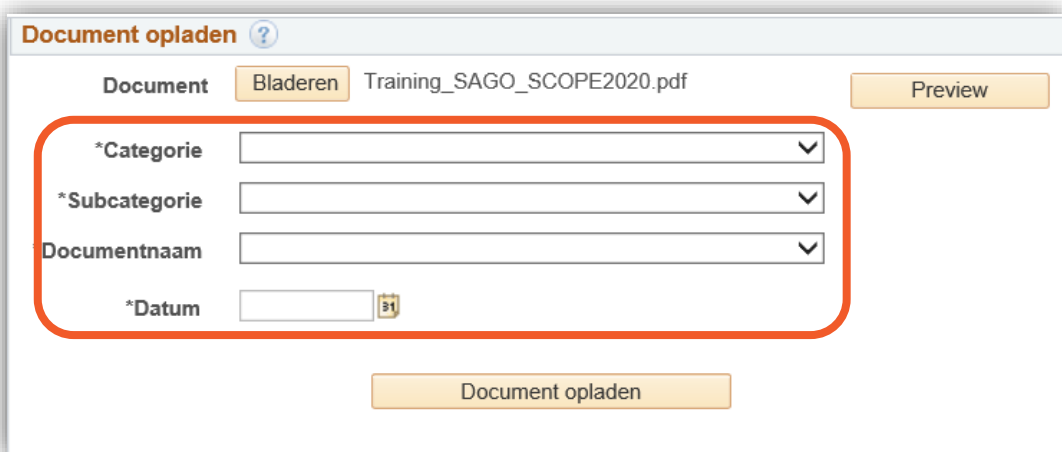 Document opladen ?
Document Bladeren Training_SAGO_SCOPE2020.pdf Preview
*Categorie
*Subcategorie
*Documentnaam
*Datum 31
Document opladen